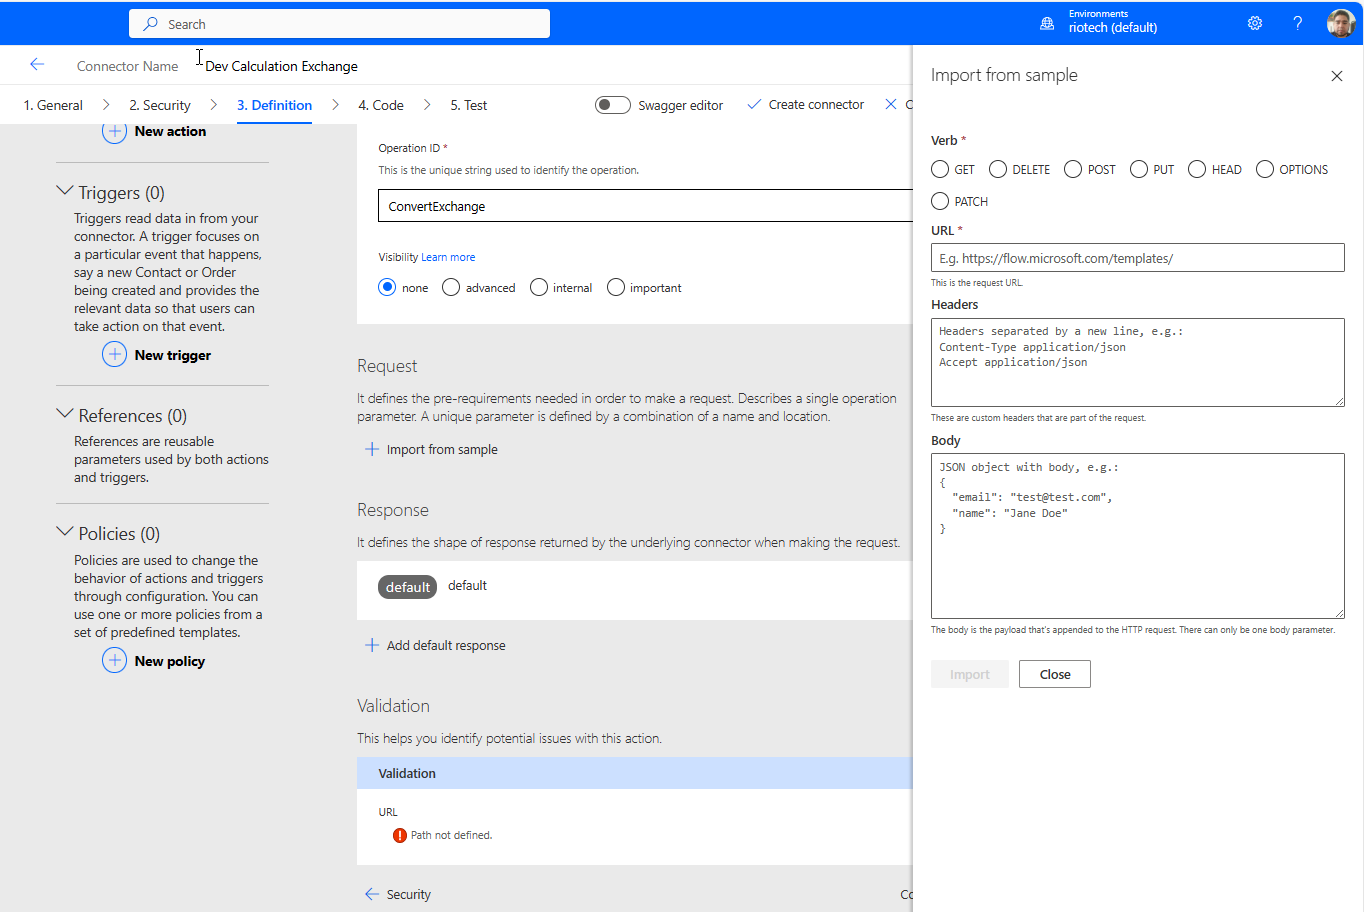 Search
Environments
riotech (default)
?
Connector Name
Dev Calculation Exchange
1. General
2. Security
3. Definition
4. Code
5. Test
Swagger editor
Create connector
New action
Triggers (0)
Triggers read data in from your
connector. A trigger focuses on
a particular event that happens,
say a new Contact or Order
being created and provides the
relevant data so that users can
take action on that event.
New trigger
References (0)
References are reusable
parameters used by both actions
and triggers.
Policies (0)
Policies are used to change the
behavior of actions and triggers
through configuration. You can
use one or more policies from a
set of predefined templates.
New policy
Operation ID *
This is the unique string used to identify the operation.
ConvertExchange
Visibility Learn more
none
advanced
internal
important
Request
It defines the pre-requirements needed in order to make a request. Describes a single operation
parameter. A unique parameter is defined by a combination of a name and location.
Import from sample
Response
It defines the shape of response returned by the underlying connector when making the request.
default default
Add default response
Validation
This helps you identify potential issues with this action.
Validation
URL
Path not defined.
Security
Import from sample
Verb *
GET
DELETE
POST
PUT
HEAD
OPTIONS
PATCH
URL *
E.g. https://flow.microsoft.com/templates/
This is the request URL.
Headers
Headers separated by a new line, e.g.:
Content-Type application/json
Accept application/json
These are custom headers that are part of the request.
Body
JSON object with body, e.g.:
{
"email": "test@test.com",
"name": "Jane Doe"
}
The body is the payload that's appended to the HTTP request. There can only be one body parameter.
Import
Close